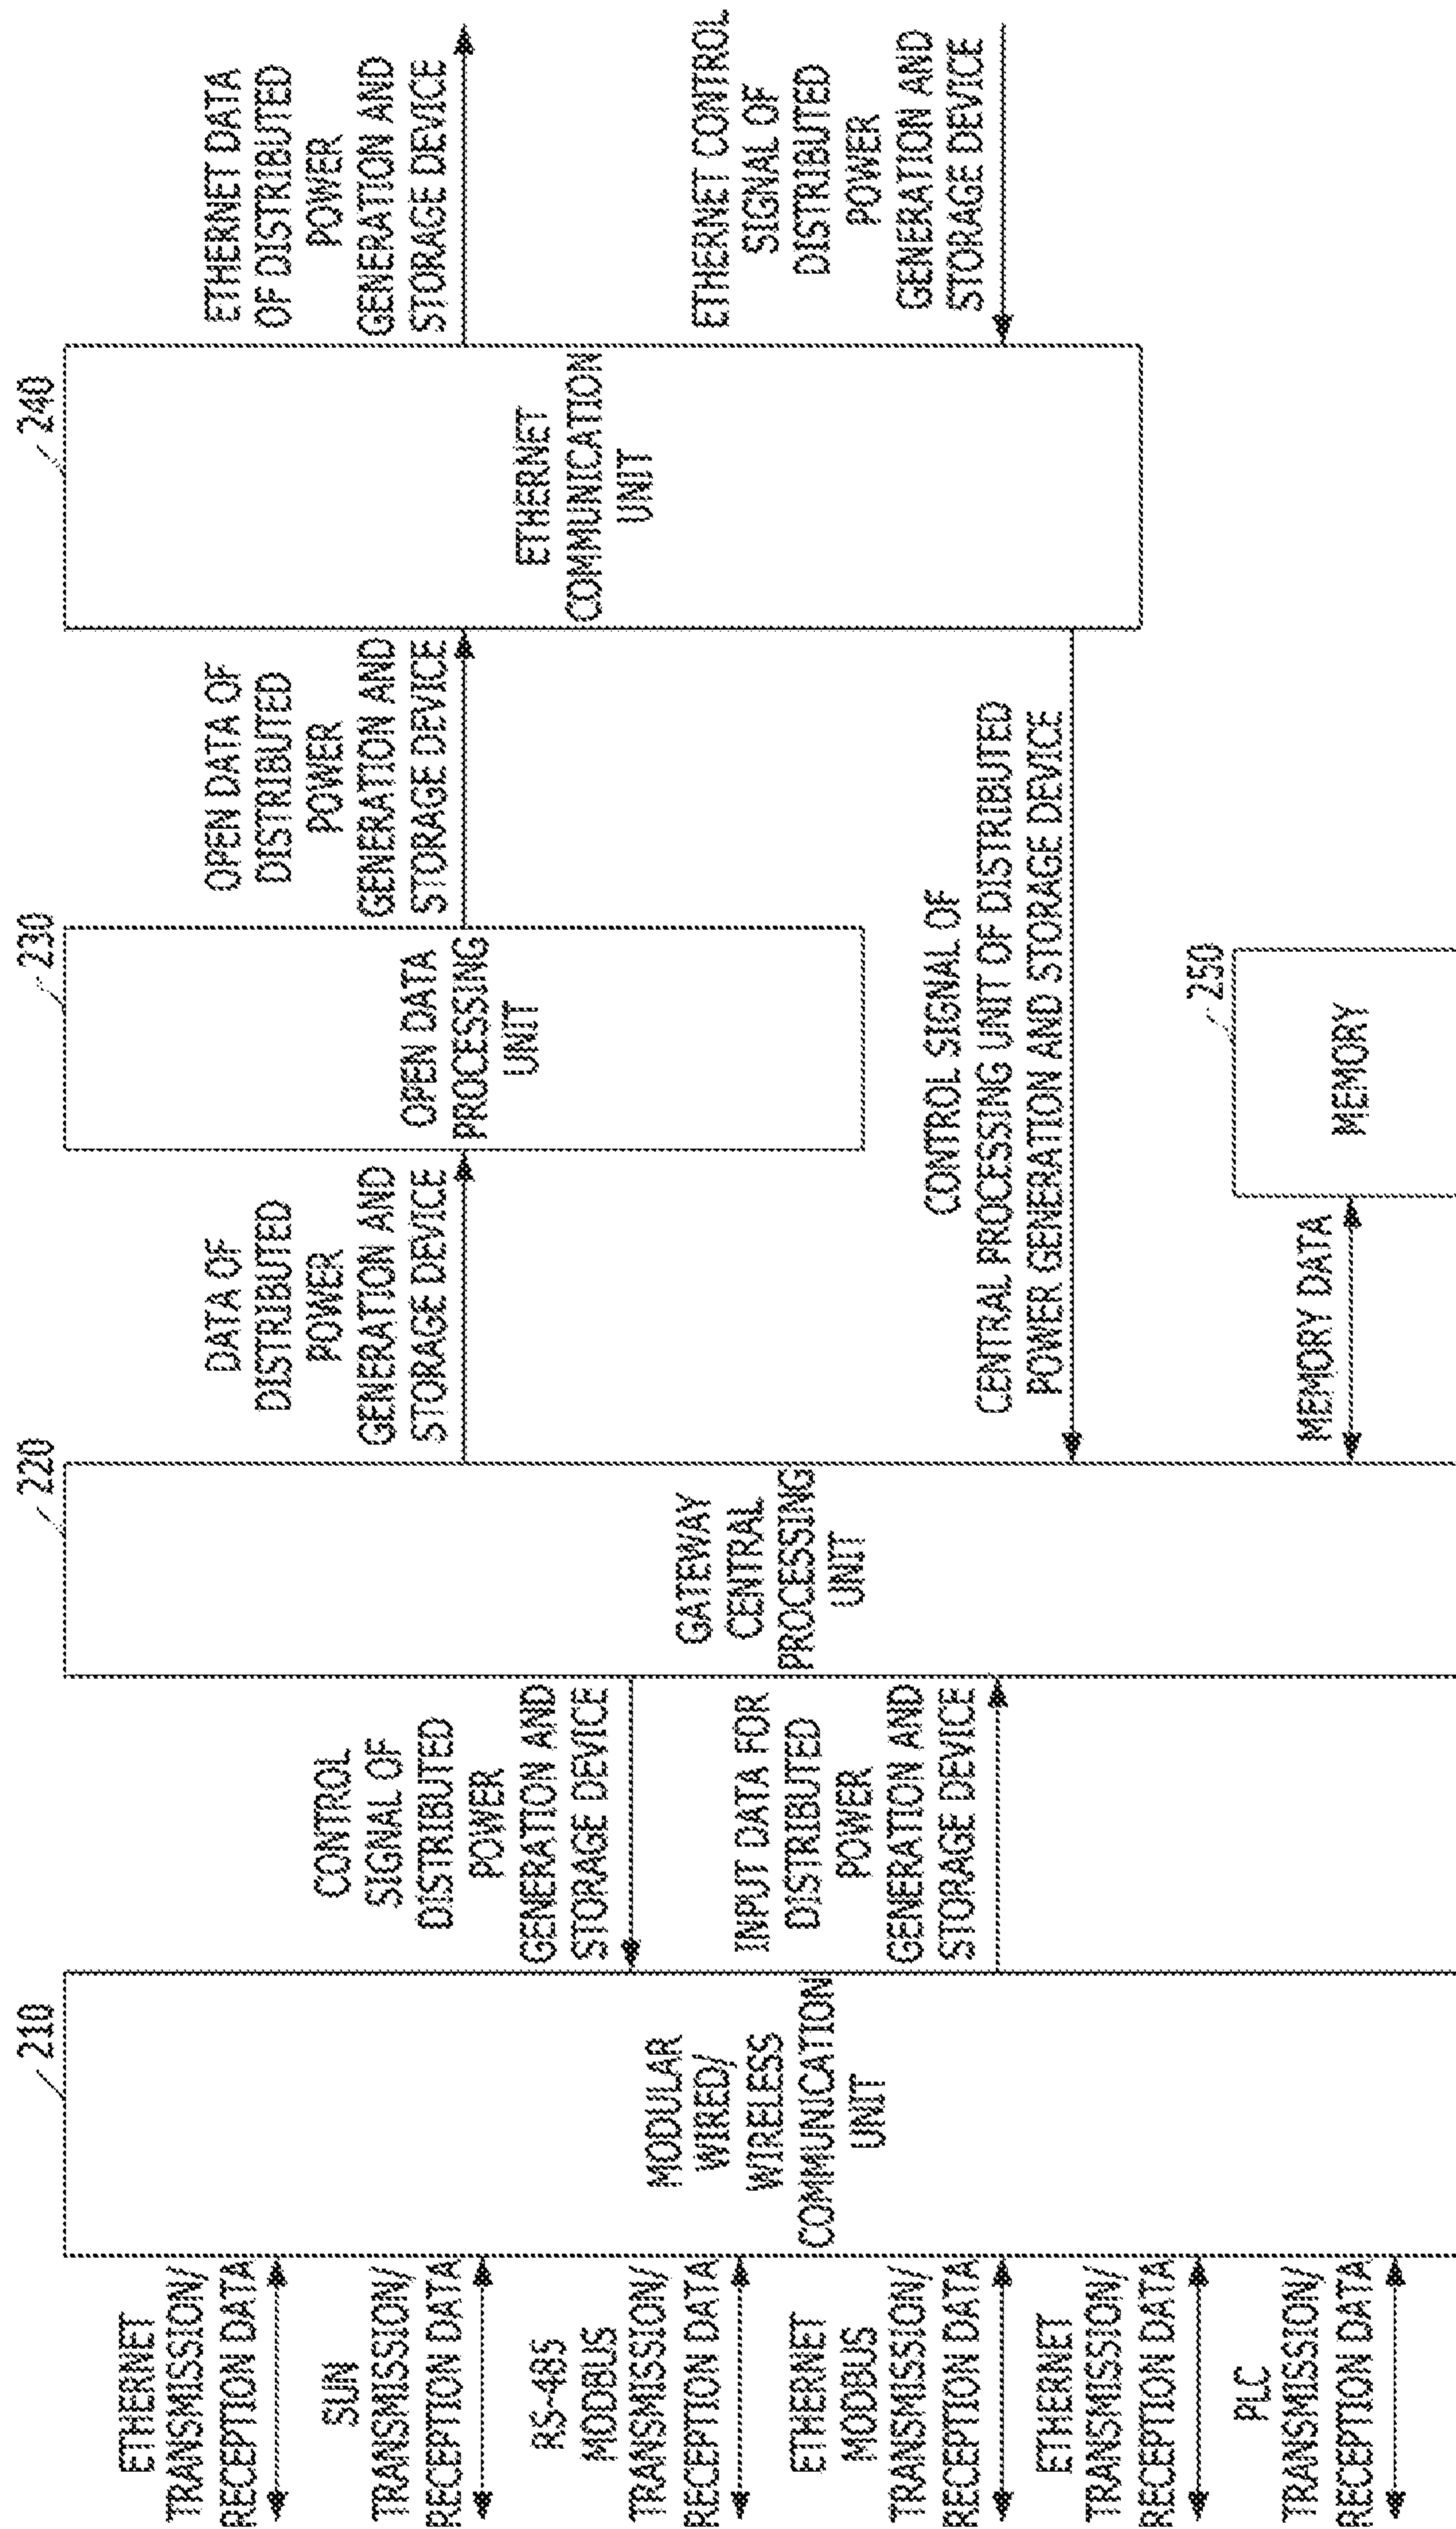 210
220
230
240
ETHERNET
TRANSMISSION/
RECEPTION DATA
SUN
TRANSMISSION/
RECEPTION DATA
RS-485
MODBUS
TRANSMISSION/
RECEPTION DATA
ETHERNET
MODBUS
TRANSMISSION/
RECEPTION DATA
ETHERNET
TRANSMISSION/
RECEPTION DATA
PLC
TRANSMISSION/
RECEPTION DATA
MODULAR
WIRED/
WIRELESS
COMMUNICATION
UNIT
CONTROL
SIGNAL OF
DISTRIBUTED
POWER
GENERATION AND
STORAGE DEVICE
INPUT DATA FOR
DISTRIBUTED
POWER
GENERATION AND
STORAGE DEVICE
GATEWAY
CENTRAL
PROCESSING
UNIT
DATA OF
DISTRIBUTED
POWER
GENERATION AND
STORAGE DEVICE
OPEN DATA
PROCESSING
UNIT
OPEN DATA OF
DISTRIBUTED
POWER
GENERATION AND
STORAGE DEVICE
ETHERNET
COMMUNICATION
UNIT
ETHERNET DATA
OF DISTRIBUTED
POWER
GENERATION AND
STORAGE DEVICE
ETHERNET CONTROL
SIGNAL OF
DISTRIBUTED
POWER
GENERATION AND
STORAGE DEVICE
CONTROL SIGNAL OF
CENTRAL PROCESSING UNIT OF DISTRIBUTED
POWER GENERATION AND STORAGE DEVICE
MEMORY DATA
250
MEMORY